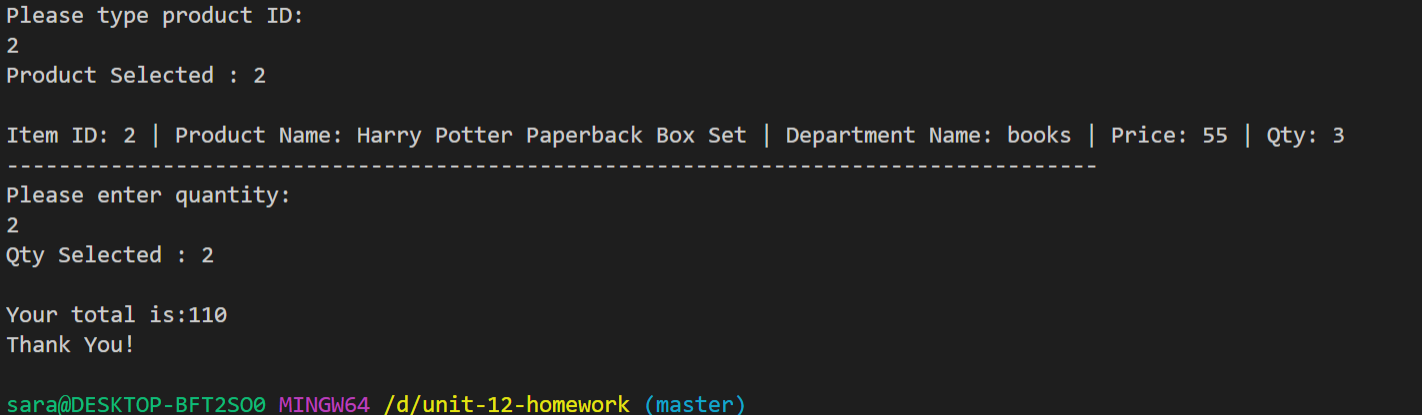 Please type product ID:
2
Product Selected : 2
Item ID: 2 | Product Name: Harry Potter Paperback Box Set | Department Name: books | Price: 55 | Qty: 3
------------------------------------------------------------------------------------
Please enter quantity:
2
Qty Selected : 2
Your total is:110
Thank You!
sara@DESKTOP-BFT2SO0 MINGW64 /d/unit-12-homework (master)